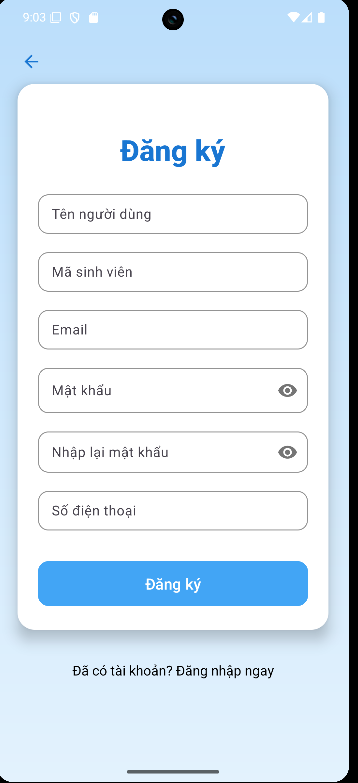 9:03
Đăng ký
Tên người dùng
Mã sinh viên
Email
Mật khẩu
Nhập lại mật khẩu
Số điện thoại
Đăng ký
Đã có tài khoản? Đăng nhập ngay